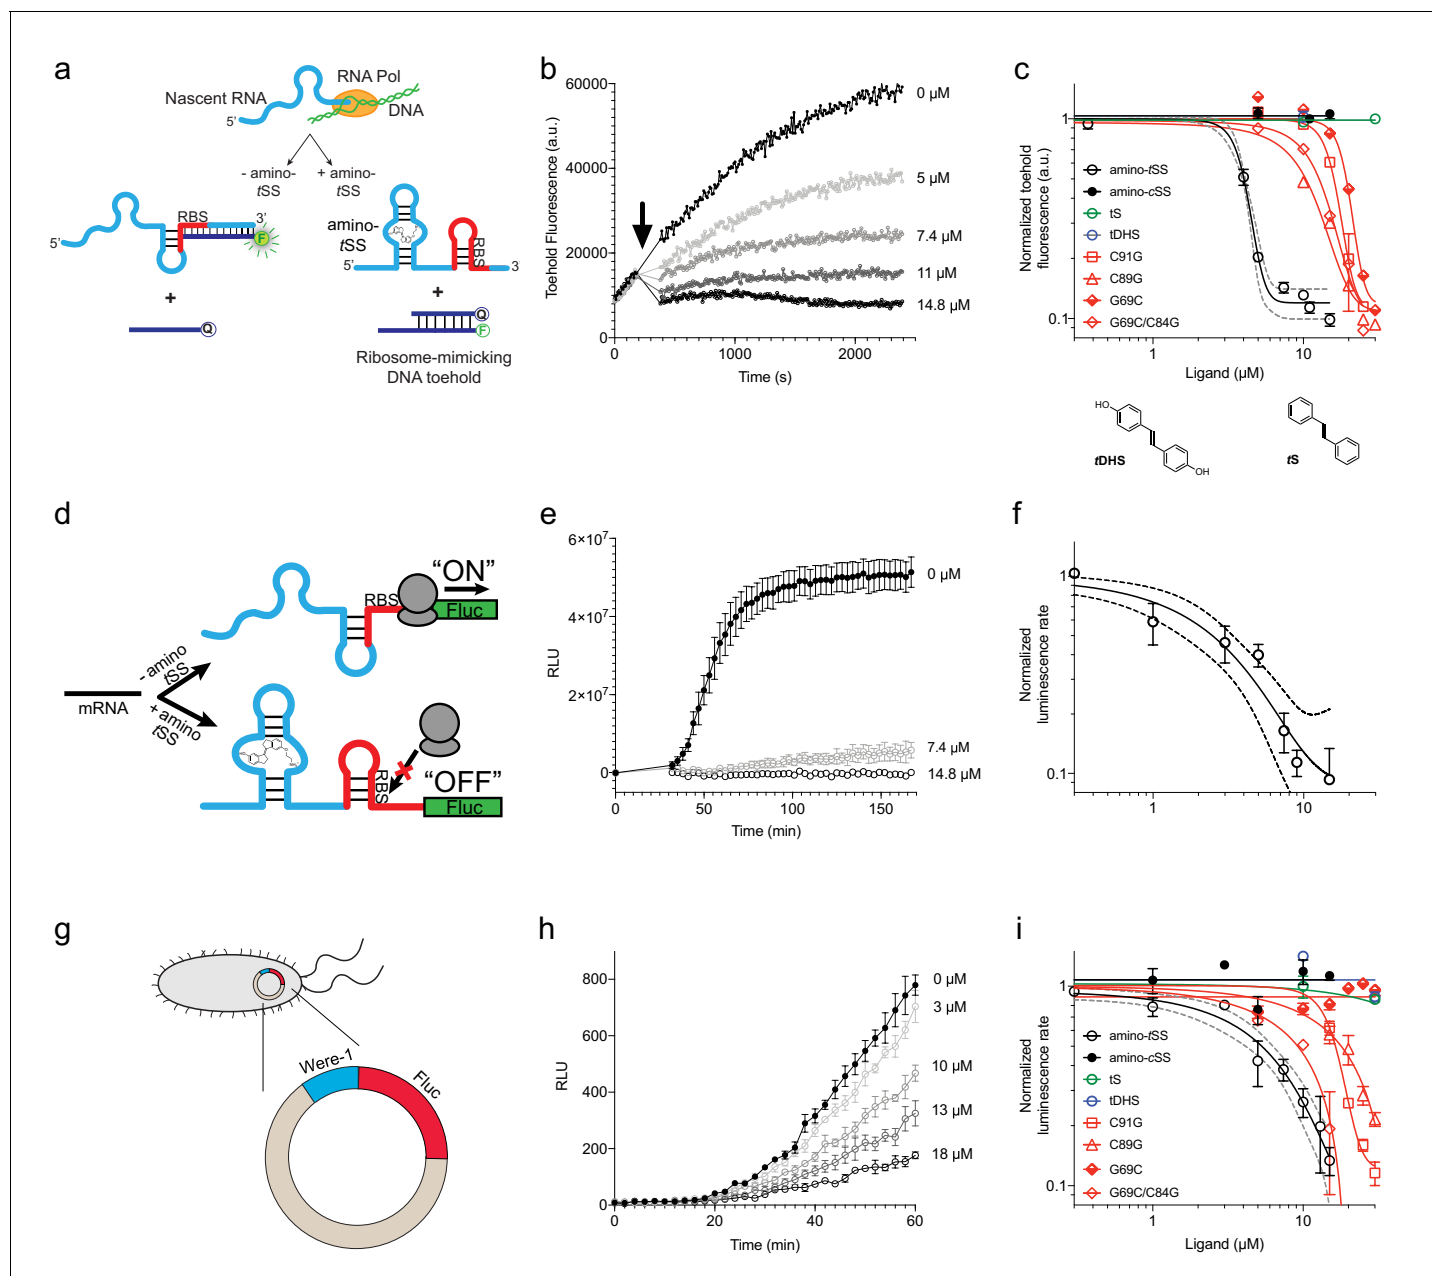 a
RNA Pol
Nascent RNA
DNA
5'
- amino-
tSS
+ amino-
tSS
RBS
3'
F
amino-
tSS
RBS
5'
3'
+
+
Q
Q
F
Ribosome-mimicking
DNA toehold
b
Toehold Fluorescence (a.u.)
60000
40000
20000
0
0
1000
2000
Time (s)
0 µM
5 µM
7.4 µM
11 µM
14.8 µM
c
Normalized toehold
fluorescence (a.u.)
1
0.1
1
10
Ligand (µM)
amino-tSS
amino-cSS
tS
tDHS
C91G
C89G
G69C
G69C/C84G
HO
OH
tDHS
tS
d
mRNA
- amino
tSS
+ amino
tSS
RBS
"ON"
Fluc
RBS
"OFF"
Fluc
e
RLU
6×10⁷
4×10⁷
2×10⁷
0
0
50
100
150
Time (min)
0 µM
7.4 µM
14.8 µM
f
Normalized
luminescence rate
1
0.1
1
10
g
Were-1
Fluc
h
RLU
800
600
400
200
0
0
20
40
60
Time (min)
0 µM
3 µM
10 µM
13 µM
18 µM
i
Normalized
luminescence rate
1
0.1
1
10
Ligand (µM)
amino-tSS
amino-cSS
tS
tDHS
C91G
C89G
G69C
G69C/C84G